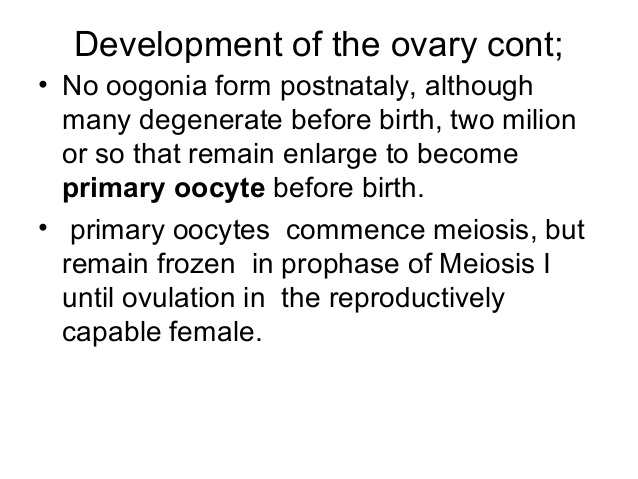 Development of the ovary cont;
• No oogonia form postnataly, although
many degenerate before birth, two milion
or so that remain enlarge to become
primary oocyte before birth.
• primary oocytes commence meiosis, but
remain frozen in prophase of Meiosis I
until ovulation in the reproductively
capable female.